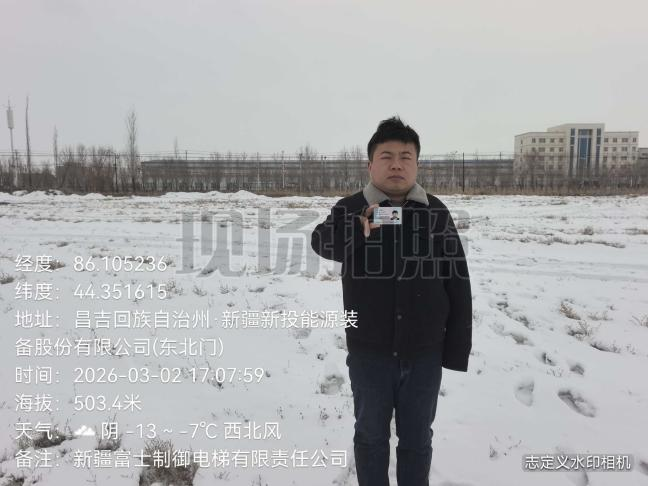 现场拍照
经度：86.105236
纬度：44.351615
地址：昌吉回族自治州·新疆新投能源装
备股份有限公司(东北门)
时间：2026-03-02 17:07:59
海拔：503.4米
天气：阴 -13 ~ -7℃ 西北风
备注：新疆富士制御电梯有限责任公司
志定义水印相机